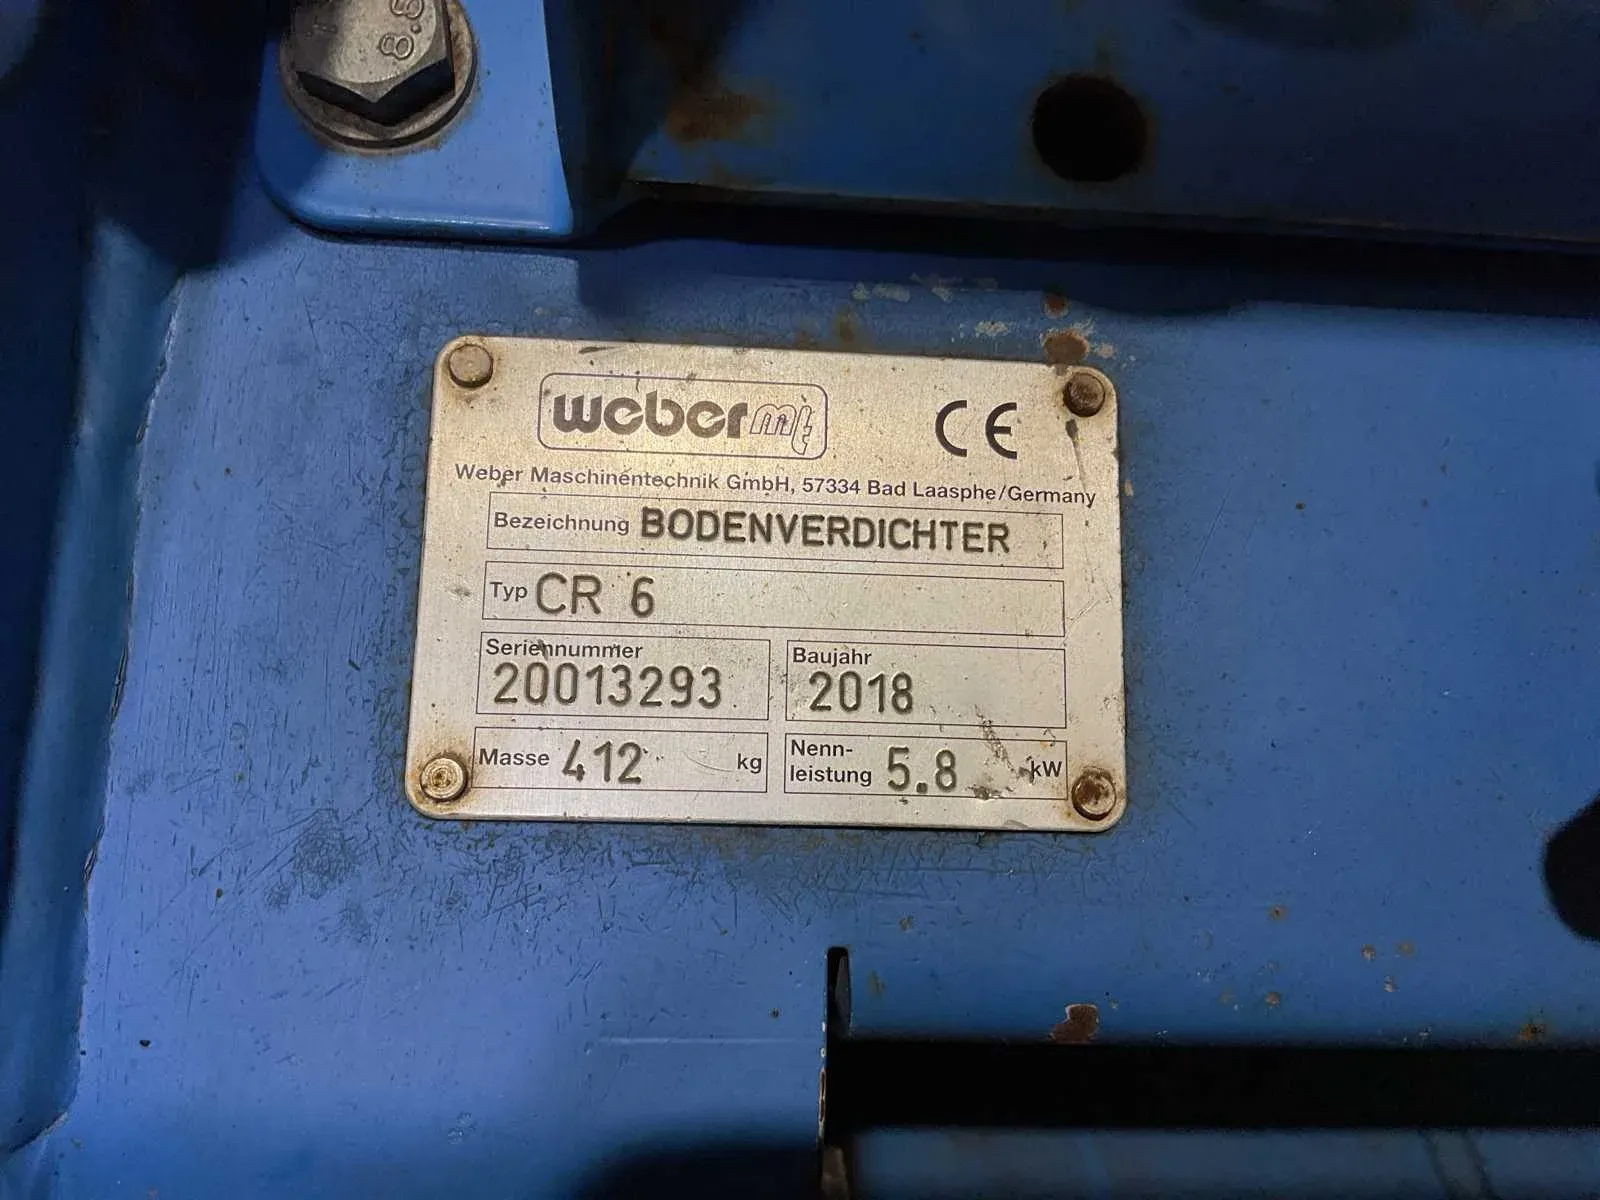 8.8
weber mt
CE
Weber Maschinentechnik GmbH, 57334 Bad Laasphe/Germany
Bezeichnung BODENVERDICHTER
Typ CR 6
Seriennummer
20013293
Baujahr
2018
Masse 412 kg
Nenn-
leistung 5.8 kW